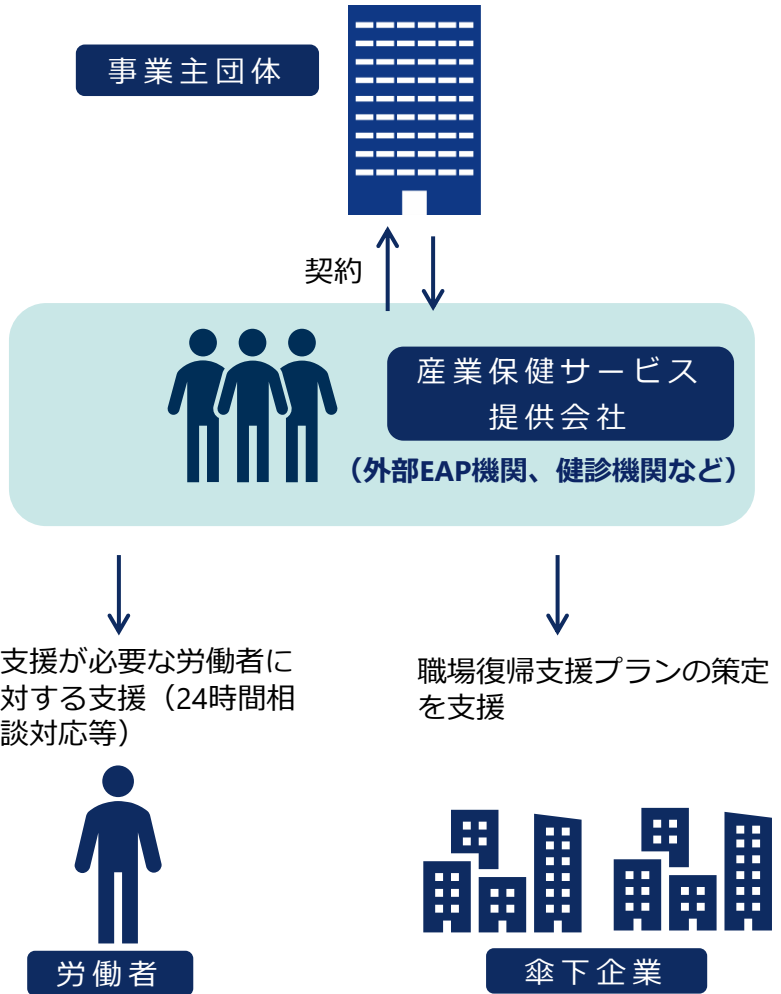 事業主団体
契約
産業保健サービス
提供会社
（外部EAP機関、健診機関など）
支援が必要な労働者に
対する支援（24時間相
談対応等）
職場復帰支援プランの策定
を支援
労働者
傘下企業